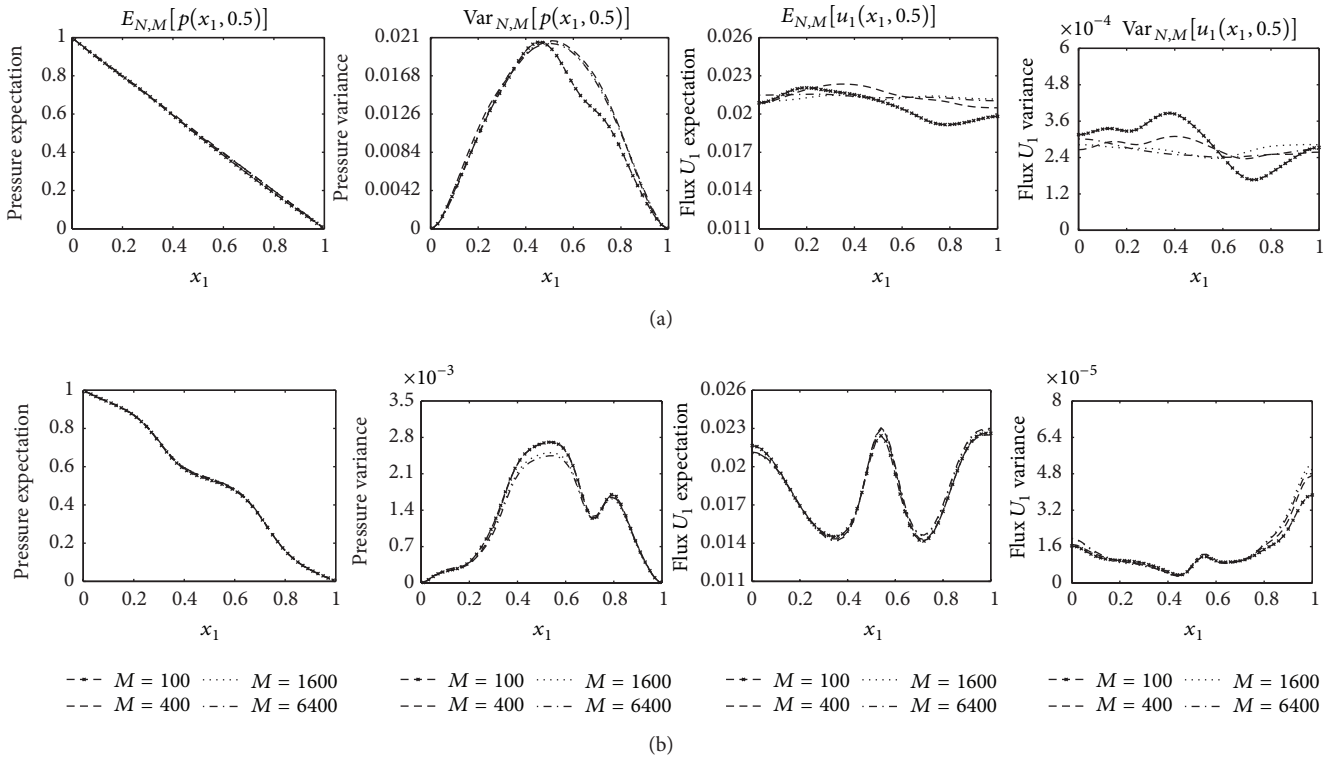 E_{N,M}[p(x_1, 0.5)]
Var_{N,M}[p(x_1, 0.5)]
E_{N,M}[u_1(x_1, 0.5)]
×10^{-4} Var_{N,M}[u_1(x_1, 0.5)]
Pressure expectation
1
0.8
0.6
0.4
0.2
0
0 0.2 0.4 0.6 0.8 1
x_1
Pressure variance
0.021
0.0168
0.0126
0.0084
0.0042
0
0 0.2 0.4 0.6 0.8 1
x_1
Flux U_1 expectation
0.026
0.023
0.02
0.017
0.014
0.011
0 0.2 0.4 0.6 0.8 1
x_1
Flux U_1 variance
6
4.8
3.6
2.4
1.2
0
0 0.2 0.4 0.6 0.8 1
x_1
(a)
Pressure expectation
1
0.8
0.6
0.4
0.2
0
0 0.2 0.4 0.6 0.8 1
x_1
×10^{-3}
Pressure variance
3.5
2.8
2.1
1.4
0.7
0
0 0.2 0.4 0.6 0.8 1
x_1
Flux U_1 expectation
0.026
0.023
0.02
0.017
0.014
0.011
0 0.2 0.4 0.6 0.8 1
x_1
×10^{-5}
Flux U_1 variance
8
6.4
4.8
3.2
1.6
0
0 0.2 0.4 0.6 0.8 1
x_1
M = 100 M = 1600
M = 400 M = 6400
M = 100 M = 1600
M = 400 M = 6400
M = 100 M = 1600
M = 400 M = 6400
M = 100 M = 1600
M = 400 M = 6400
(b)